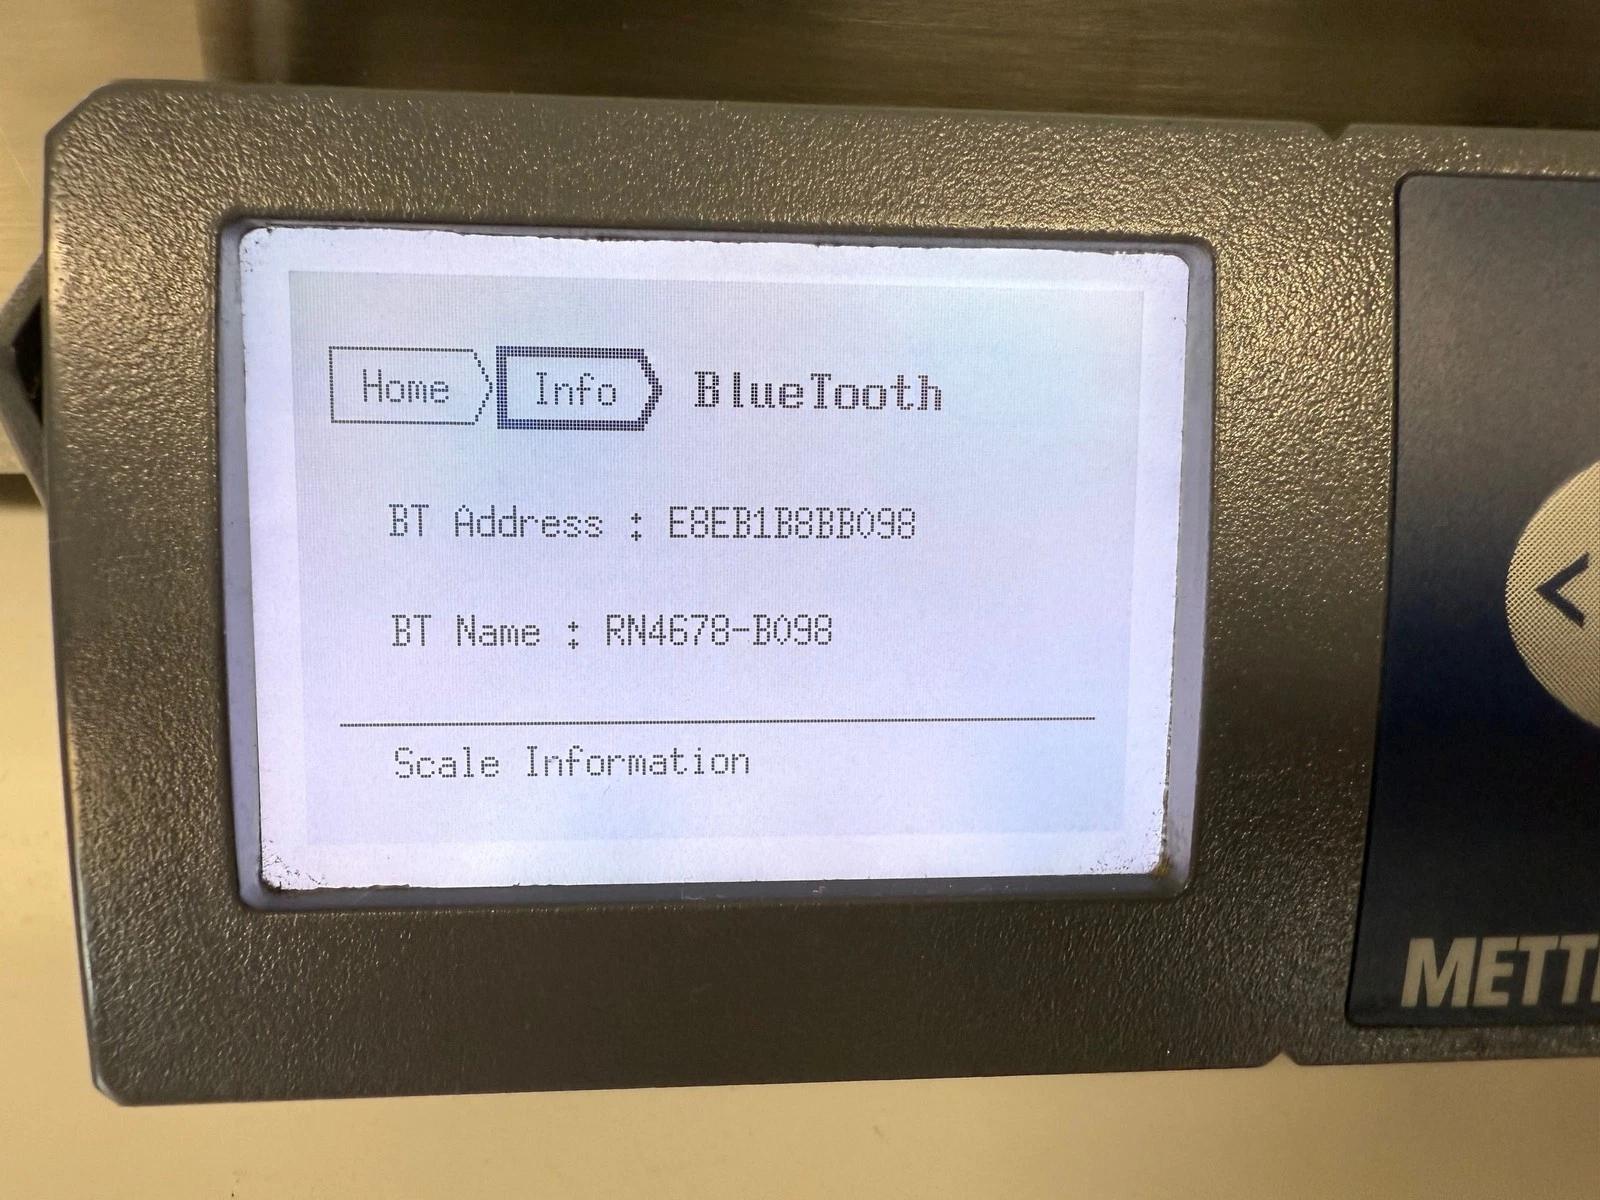 Home Info BlueTooth
BT Address : E8EB1B8BB098
BT Name : RN4678-B098
Scale Information
METT